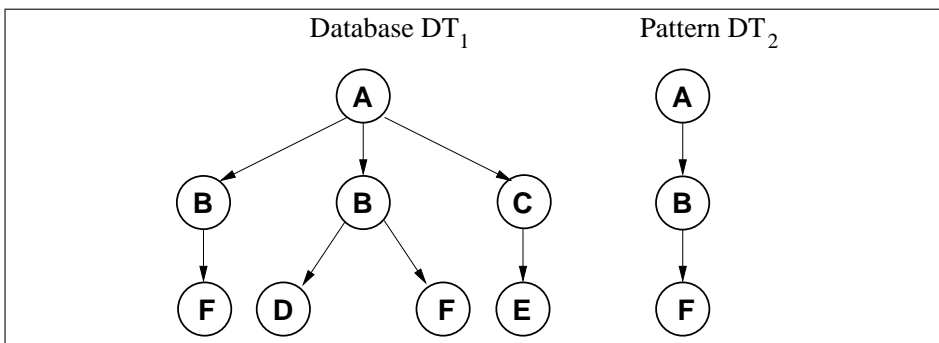 Database DT1 Pattern DT2
A A
B B C B
F D F E F